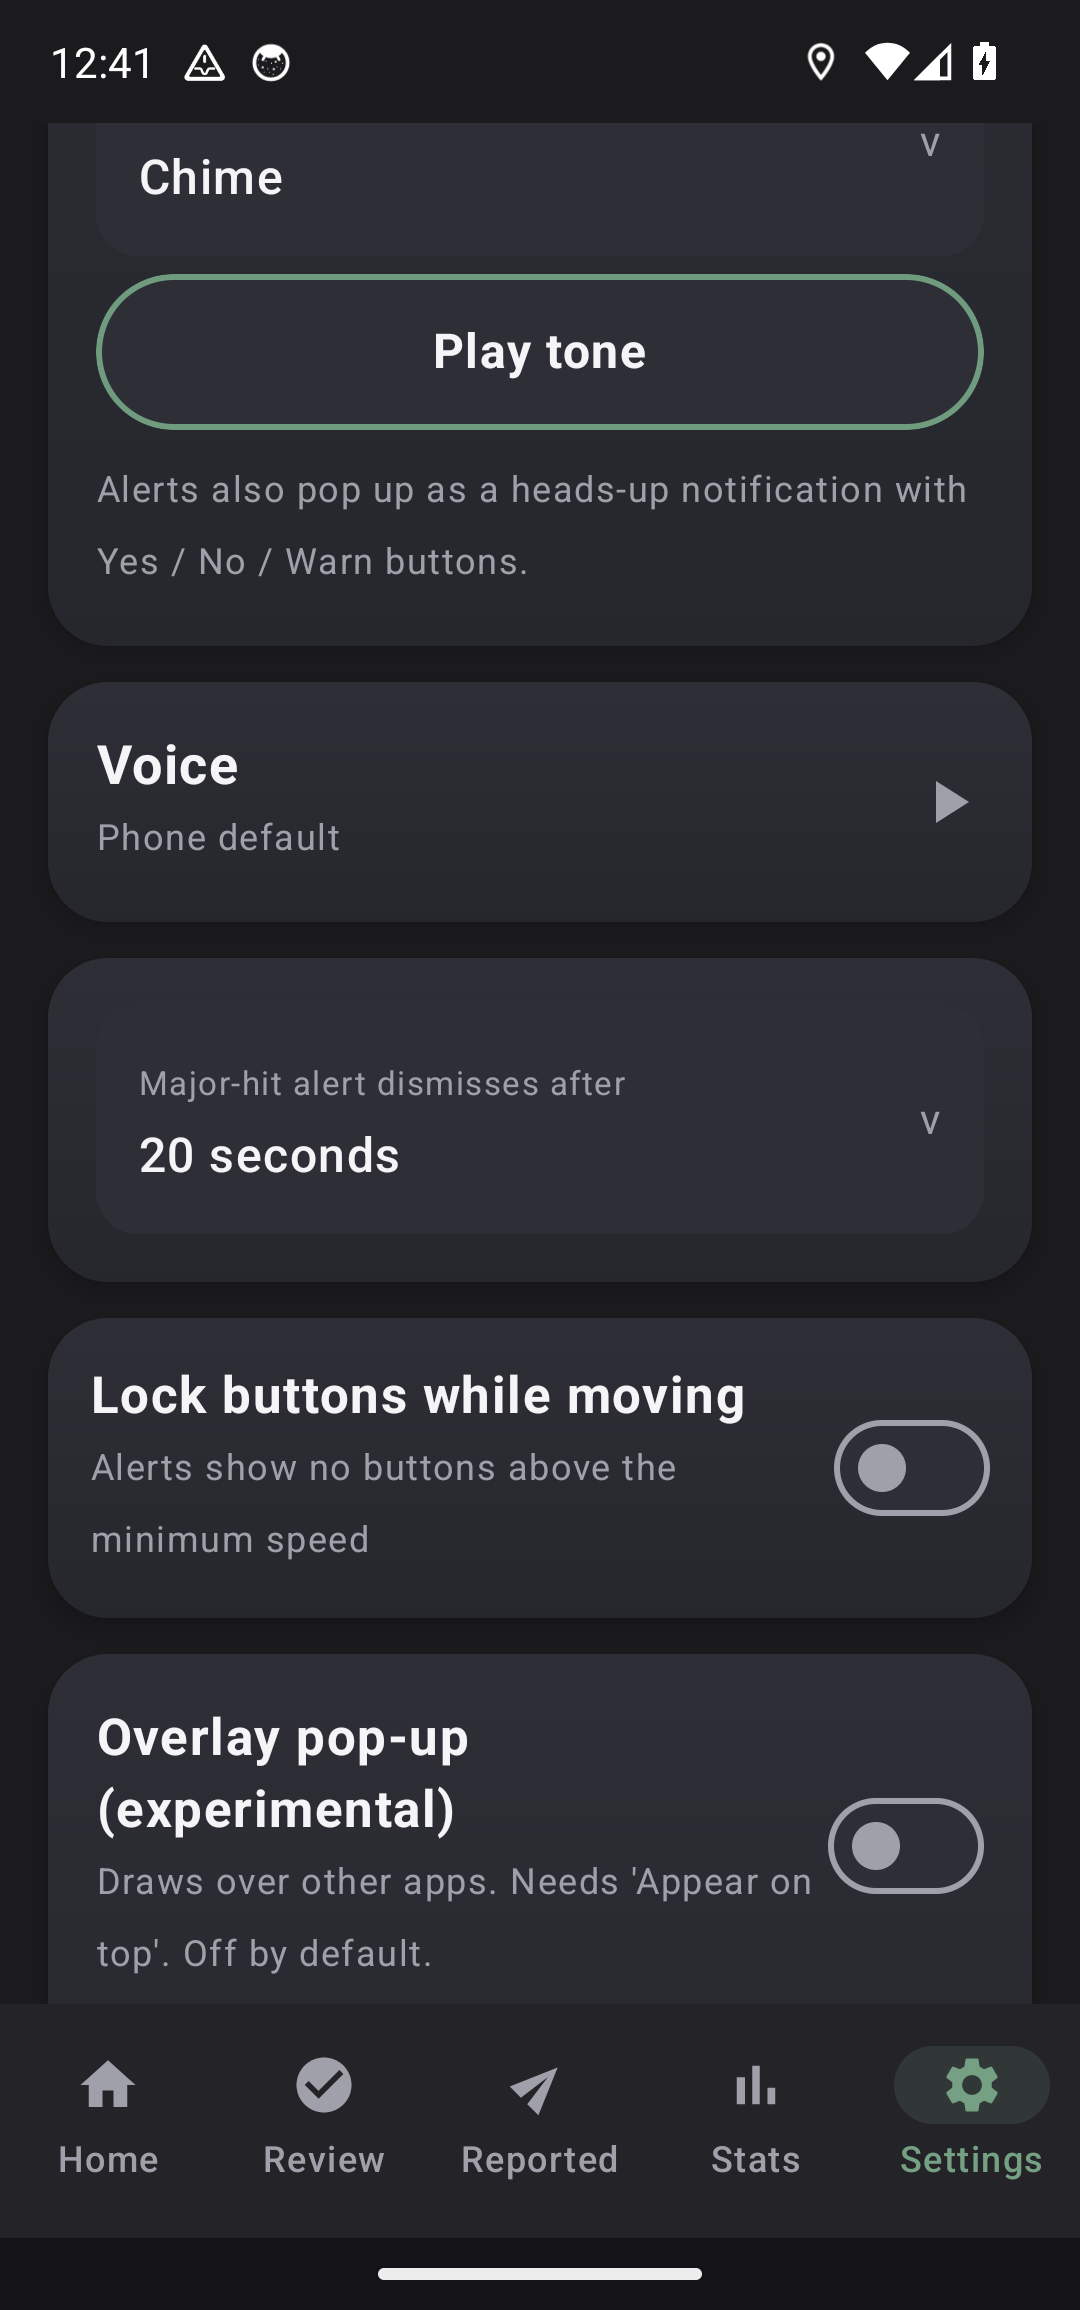 12:41
Chime
v
Play tone
Alerts also pop up as a heads-up notification with
Yes / No / Warn buttons.
Voice
Phone default
Major-hit alert dismisses after
20 seconds
v
Lock buttons while moving
Alerts show no buttons above the
minimum speed
Overlay pop-up
(experimental)
Draws over other apps. Needs 'Appear on
top'. Off by default.
Home Review Reported Stats Settings